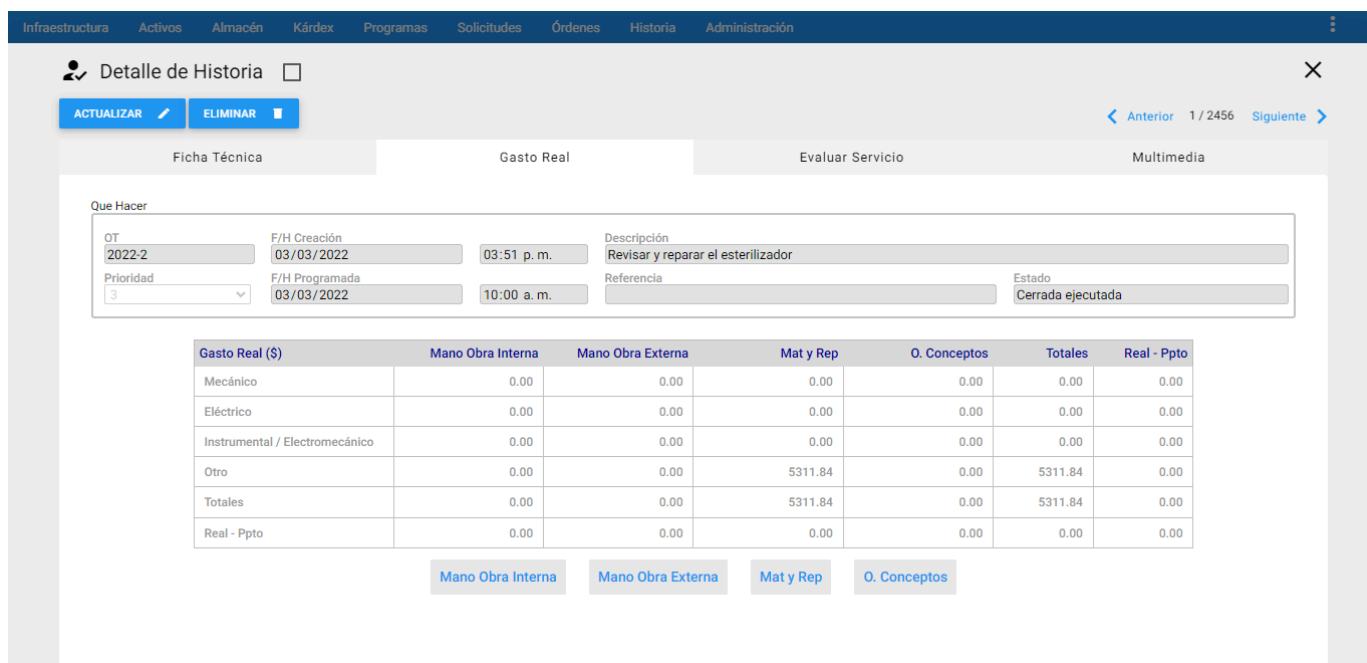 Infraestructura Activos Almacén Kárdex Programas Solicitudes Órdenes Historia Administración
Detalle de Historia
ACTUALIZAR ELIMINAR Anterior 1 / 2456 Siguiente
Ficha Técnica Gasto Real Evaluar Servicio Multimedia
Que Hacer
OT F/H Creación Descripción
2022-2 03/03/2022 03:51 p. m. Revisar y reparar el esterilizador
Prioridad F/H Programada Referencia Estado
3 03/03/2022 10:00 a. m. Cerrada ejecutada
Gasto Real ($) Mano Obra Interna Mano Obra Externa Mat y Rep O. Conceptos Totales Real - Ppto
Mecánico 0.00 0.00 0.00 0.00 0.00 0.00
Eléctrico 0.00 0.00 0.00 0.00 0.00 0.00
Instrumental / Electromecánico 0.00 0.00 0.00 0.00 0.00 0.00
Otro 0.00 0.00 5311.84 0.00 5311.84 0.00
Totales 0.00 0.00 5311.84 0.00 5311.84 0.00
Real - Ppto 0.00 0.00 0.00 0.00 0.00 0.00
Mano Obra Interna Mano Obra Externa Mat y Rep O. Conceptos